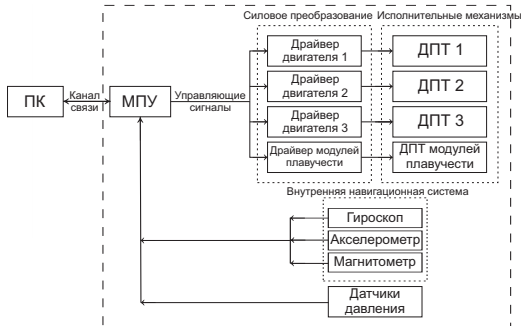 Силовое преобразование
Исполнительные механизмы
Драйвер
двигателя 1
ДПТ 1
ПК
Канал
связи
МПУ
Управляющие
сигналы
Драйвер
двигателя 2
ДПТ 2
Драйвер
двигателя 3
ДПТ 3
Драйвер модулей
плавучести
ДПТ модулей
плавучести
Внутренняя навигационная система
Гироскоп
Акселерометр
Магнитометр
Датчики
давления